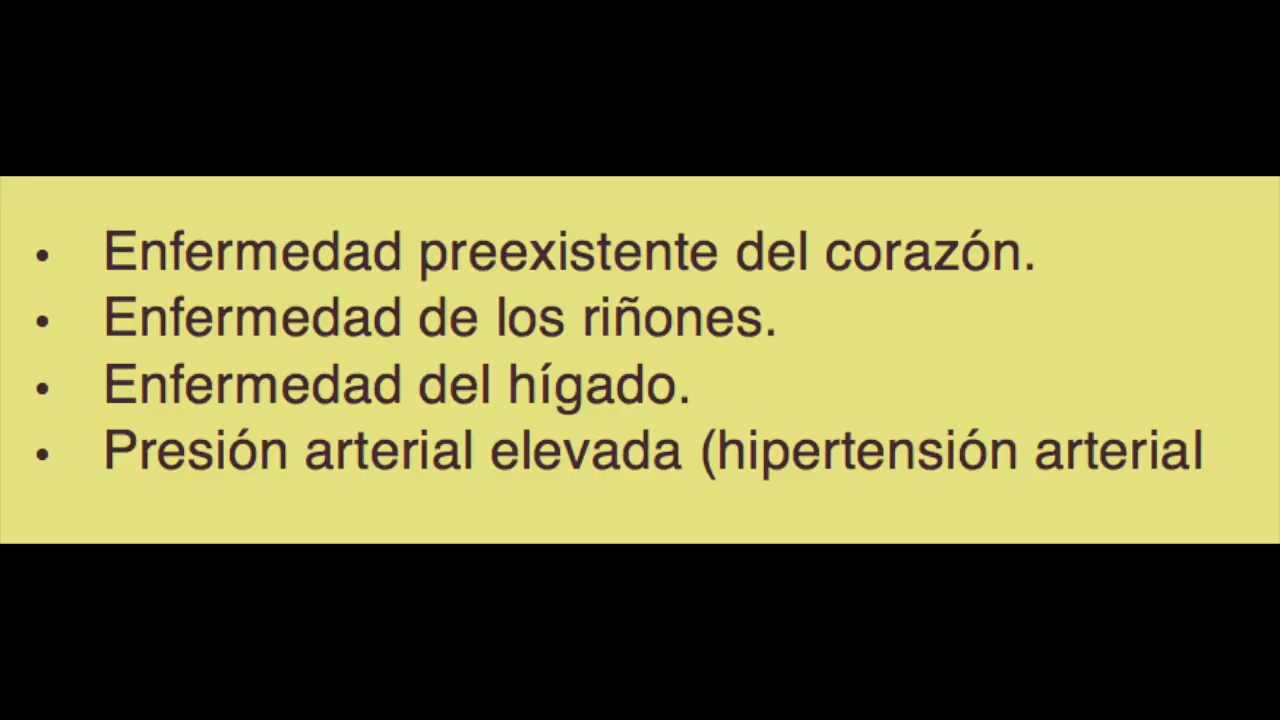 • Enfermedad preexistente del corazón.
• Enfermedad de los riñones.
• Enfermedad del hígado.
• Presión arterial elevada (hipertensión arterial